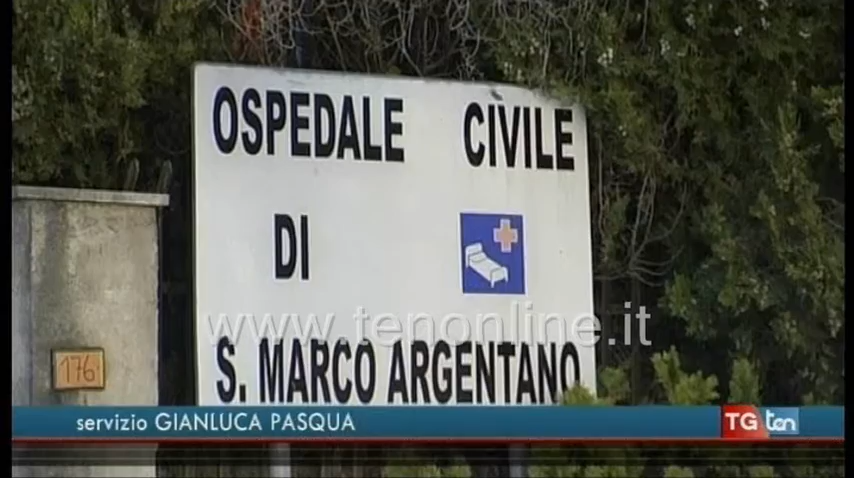 OSPEDALE CIVILE
DI
www.tenonline.it
S. MARCO ARGENTANO
176
servizio GIANLUCA PASQUA
TG ten